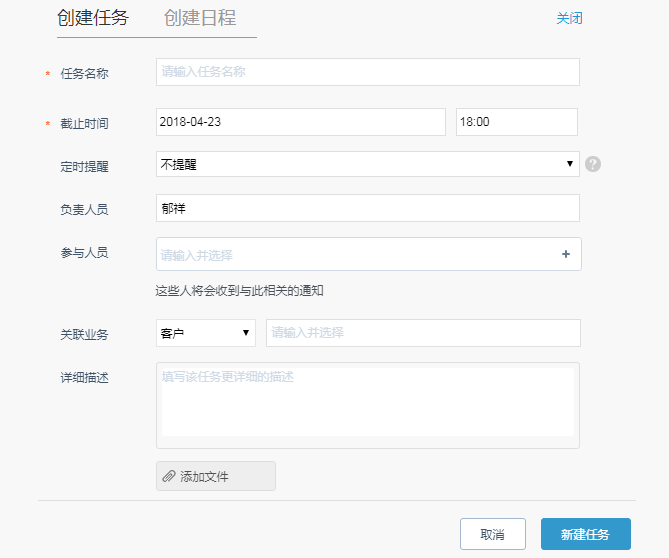 创建任务 创建日程 关闭
* 任务名称 请输入任务名称
* 截止时间 2018-04-23 18:00
定时提醒 不提醒 ▼ ?
负责人员 郁祥
参与人员 请输入并选择 +
这些人将会收到与此相关的通知
关联业务 客户 ▼ 请输入并选择
详细描述 填写该任务更详细的描述
添加文件
取消 新建任务